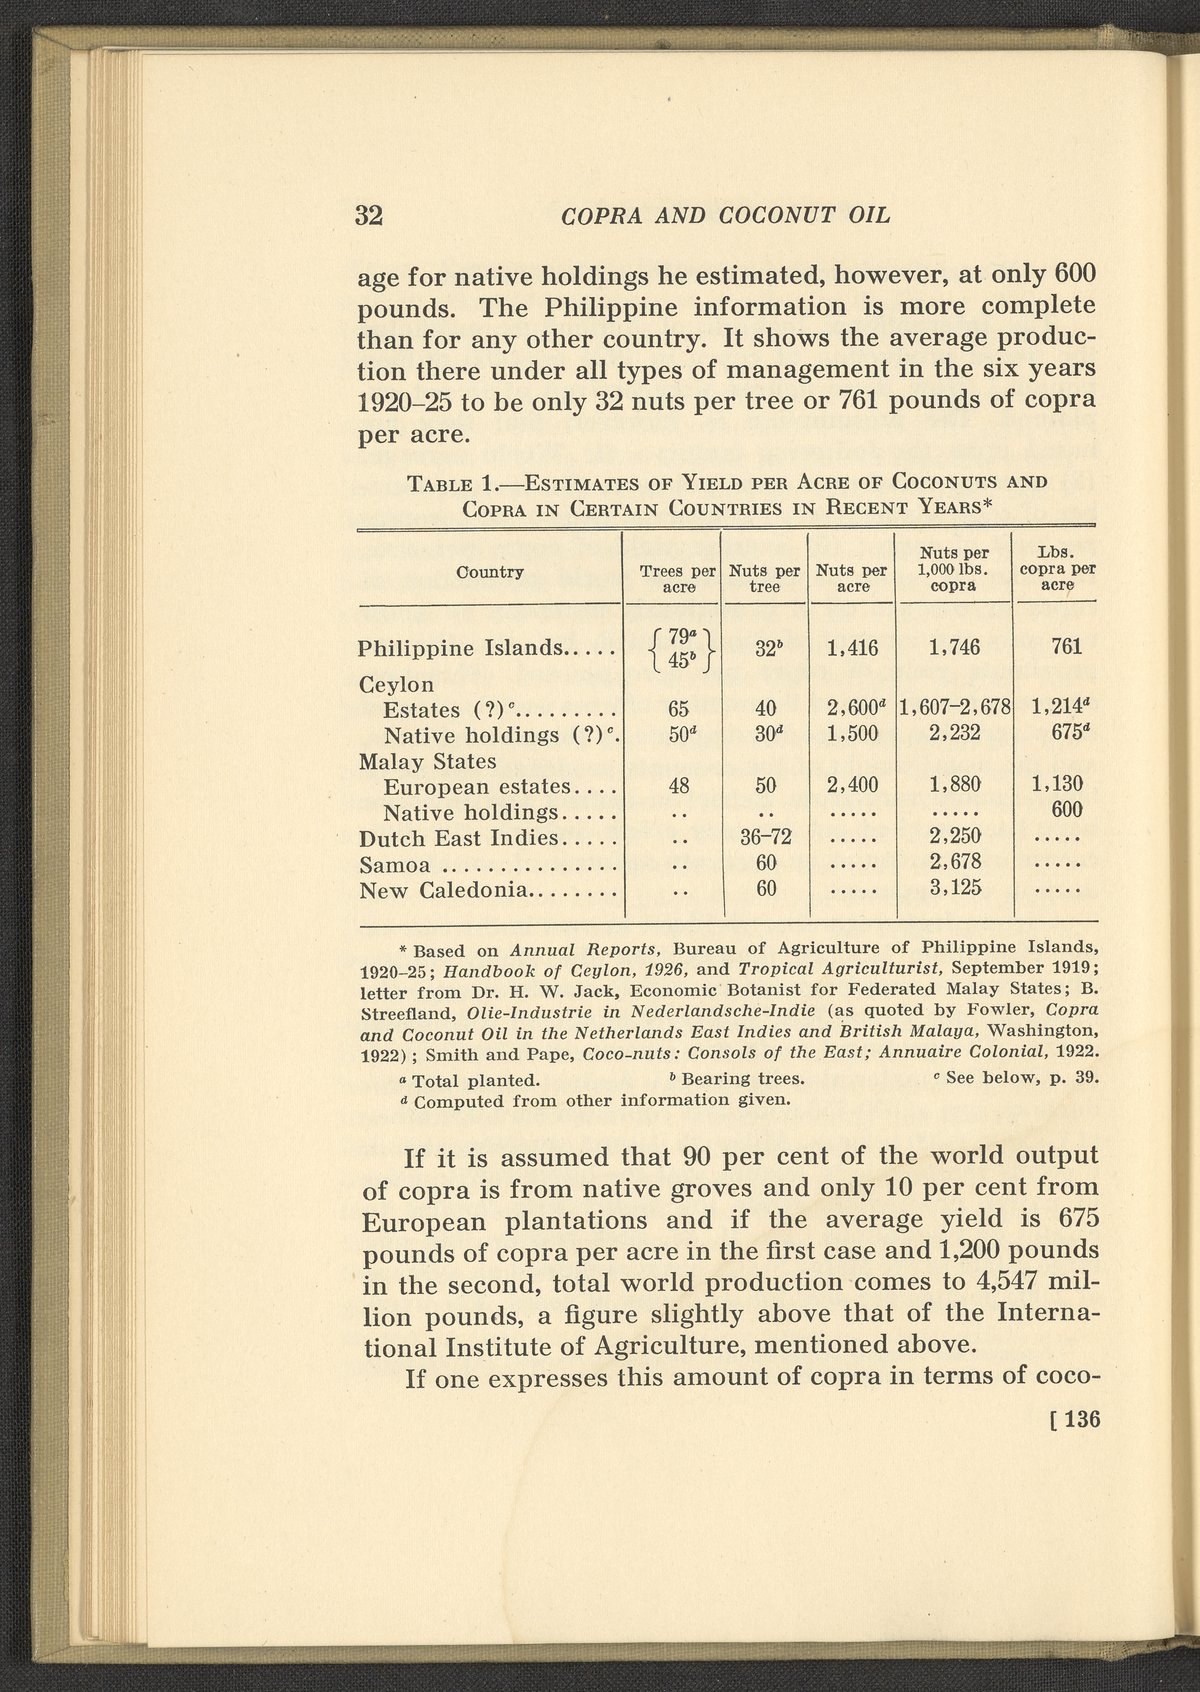 32 COPRA AND COCONUT OIL
age for native holdings he estimated, however, at only 600
pounds. The Philippine information is more complete
than for any other country. It shows the average produc-
tion there under all types of management in the six years
1920–25 to be only 32 nuts per tree or 761 pounds of copra
per acre.
TABLE 1.—ESTIMATES OF YIELD PER ACRE OF COCONUTS AND
COPRA IN CERTAIN COUNTRIES IN RECENT YEARS*
Country | Trees per acre | Nuts per tree | Nuts per acre | Nuts per 1,000 lbs. copra | Lbs. copra per acre
Philippine Islands..... { 79ᵃ 45ᵇ } 32ᵇ 1,416 1,746 761
Ceylon
Estates (?)ᶜ......... 65 40 2,600ᵈ 1,607–2,678 1,214ᵈ
Native holdings (?)ᶜ. 50ᵈ 30ᵈ 1,500 2,232 675ᵈ
Malay States
European estates.... 48 50 2,400 1,880 1,130
Native holdings..... .. .. ..... ..... 600
Dutch East Indies..... .. 36–72 ..... 2,250 .....
Samoa ............... .. 60 ..... 2,678 .....
New Caledonia........ .. 60 ..... 3,125 .....
* Based on Annual Reports, Bureau of Agriculture of Philippine Islands,
1920–25; Handbook of Ceylon, 1926, and Tropical Agriculturist, September 1919;
letter from Dr. H. W. Jack, Economic Botanist for Federated Malay States; B.
Streefland, Olie-Industrie in Nederlandsche-Indie (as quoted by Fowler, Copra
and Coconut Oil in the Netherlands East Indies and British Malaya, Washington,
1922); Smith and Pape, Coco-nuts: Consols of the East; Annuaire Colonial, 1922.
ᵃ Total planted. ᵇ Bearing trees. ᶜ See below, p. 39.
ᵈ Computed from other information given.
If it is assumed that 90 per cent of the world output
of copra is from native groves and only 10 per cent from
European plantations and if the average yield is 675
pounds of copra per acre in the first case and 1,200 pounds
in the second, total world production comes to 4,547 mil-
lion pounds, a figure slightly above that of the Interna-
tional Institute of Agriculture, mentioned above.
If one expresses this amount of copra in terms of coco-
[ 136